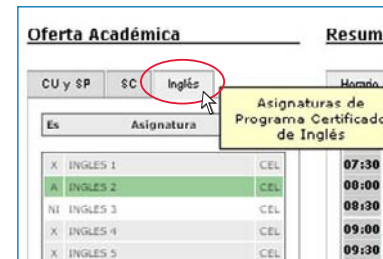 Oferta Académica
Resum
CU y SP
SC
Inglés
Horario
Asignaturas de
Programa Certificado
de Inglés
Es
Asignatura
X INGLES 1 CEL
A INGLES 2 CEL
NI INGLES 3 CEL
X INGLES 4 CEL
X INGLES 5 CEL
07:30
08:00
08:30
09:00
09:30